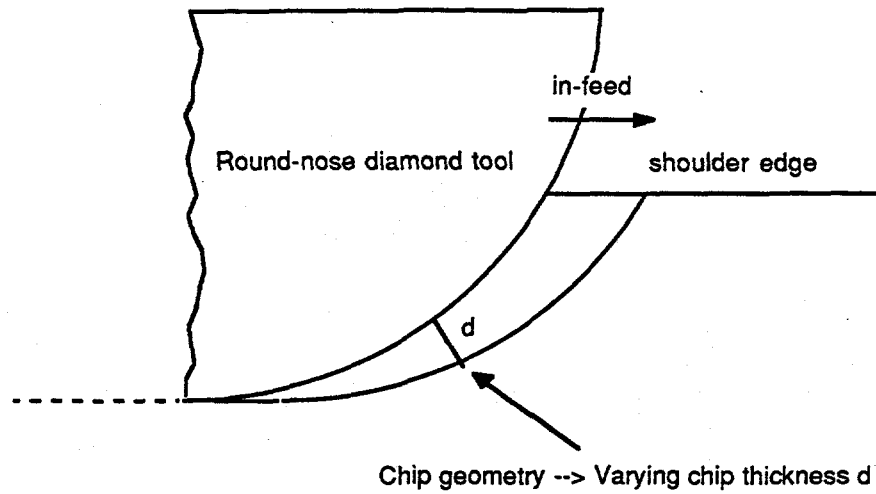 in-feed
Round-nose diamond tool
shoulder edge
d
Chip geometry --> Varying chip thickness d